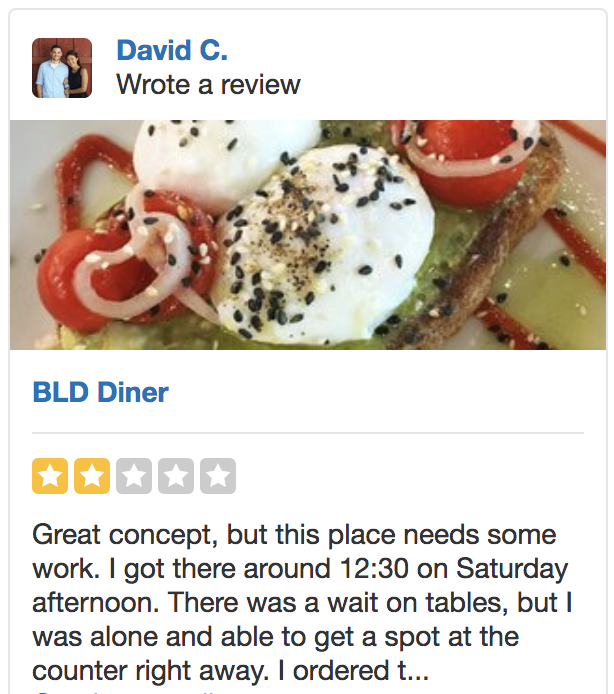 David C.
Wrote a review
BLD Diner
Great concept, but this place needs some
work. I got there around 12:30 on Saturday
afternoon. There was a wait on tables, but I
was alone and able to get a spot at the
counter right away. I ordered t...